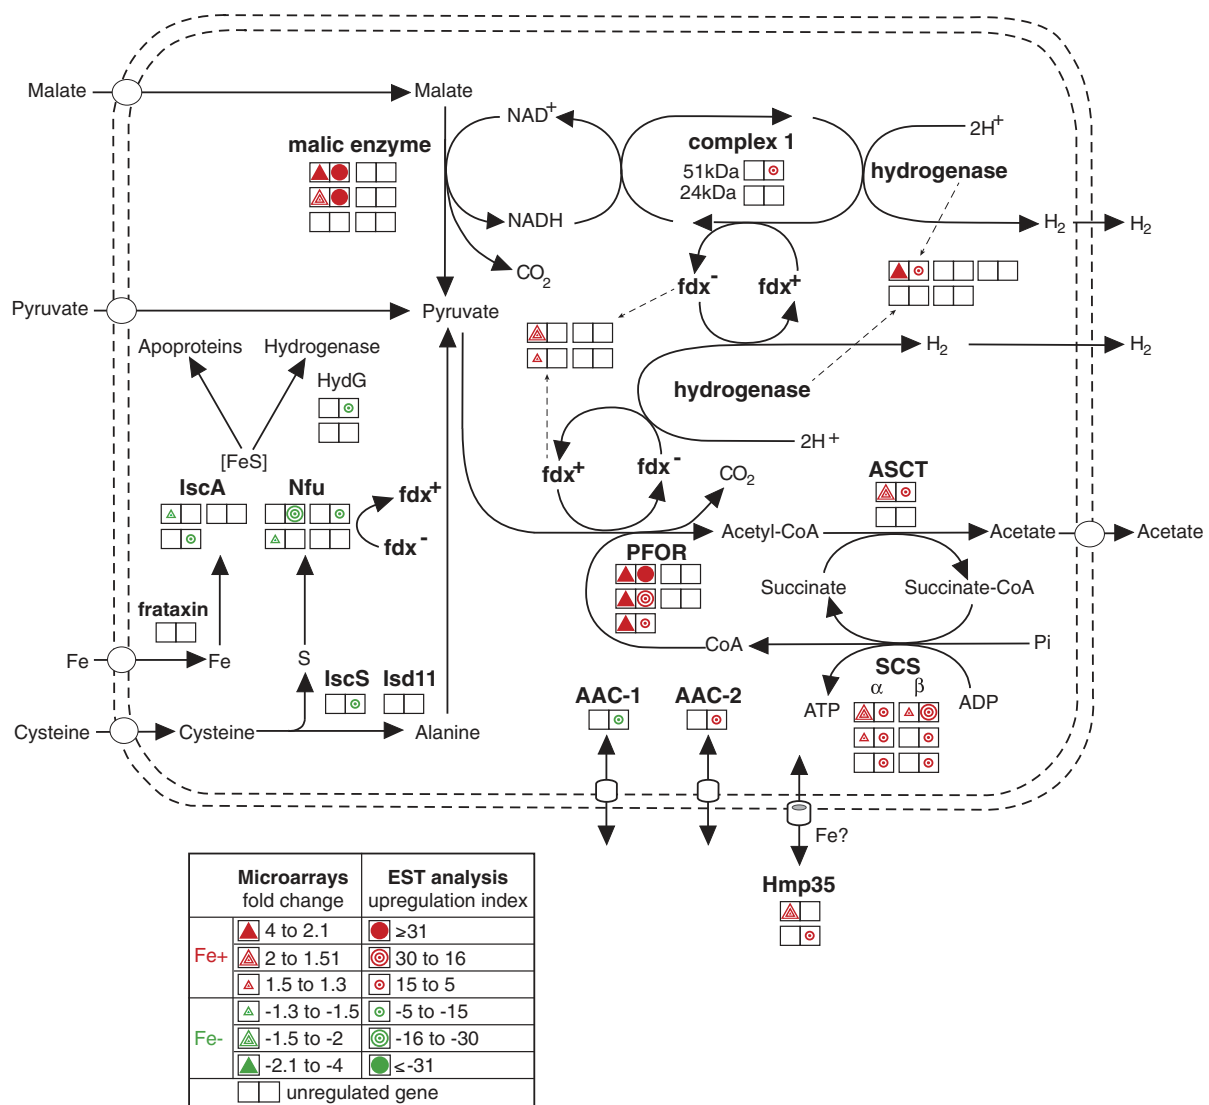 Malate
Malate
NAD+
2H+
malic enzyme
complex 1
51kDa
24kDa
hydrogenase
NADH
H2
H2
CO2
fdx-
fdx+
Pyruvate
Pyruvate
Apoproteins
Hydrogenase
H2
H2
HydG
hydrogenase
2H+
[FeS]
fdx+
fdx-
CO2
ASCT
IscA
Nfu
fdx+
fdx-
Acetyl-CoA
Acetate
Acetate
PFOR
Succinate
Succinate-CoA
frataxin
Fe
Fe
S
CoA
Pi
IscS
Isd11
AAC-1
AAC-2
SCS
α
β
ATP
ADP
Cysteine
Cysteine
Alanine
Fe?
Hmp35
Microarrays
fold change
EST analysis
upregulation index
Fe+
4 to 2.1
≥31
2 to 1.51
30 to 16
1.5 to 1.3
15 to 5
Fe-
-1.3 to -1.5
-5 to -15
-1.5 to -2
-16 to -30
-2.1 to -4
≤-31
unregulated gene